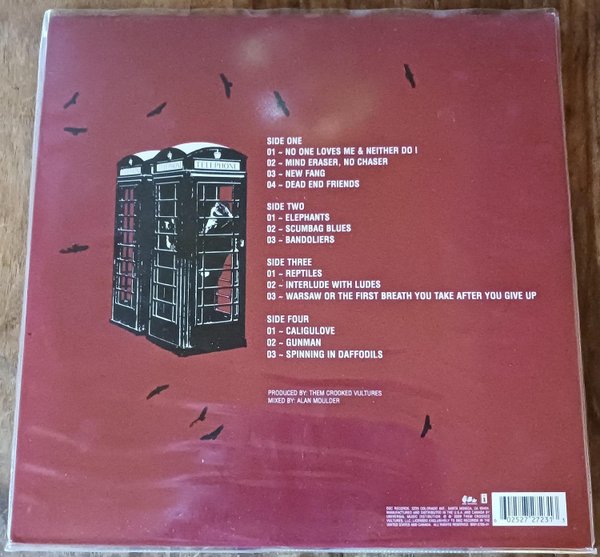 TELEPHONE
SIDE ONE
01 ~ NO ONE LOVES ME & NEITHER DO I
02 ~ MIND ERASER, NO CHASER
03 ~ NEW FANG
04 ~ DEAD END FRIENDS
SIDE TWO
01 ~ ELEPHANTS
02 ~ SCUMBAG BLUES
03 ~ BANDOLIERS
SIDE THREE
01 ~ REPTILES
02 ~ INTERLUDE WITH LUDES
03 ~ WARSAW OR THE FIRST BREATH YOU TAKE AFTER YOU GIVE UP
SIDE FOUR
01 ~ CALIGULOVE
02 ~ GUNMAN
03 ~ SPINNING IN DAFFODILS
PRODUCED BY: THEM CROOKED VULTURES
MIXED BY: ALAN MOULDER